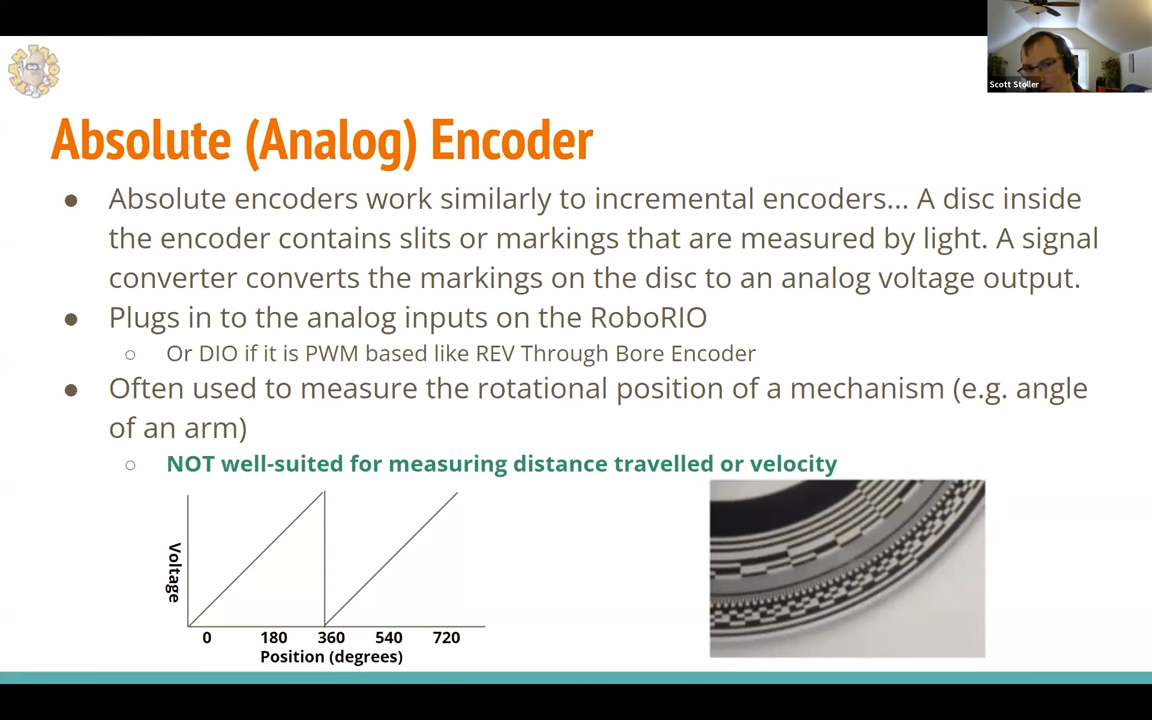 Scott Stoller
Absolute (Analog) Encoder
● Absolute encoders work similarly to incremental encoders... A disc inside
the encoder contains slits or markings that are measured by light. A signal
converter converts the markings on the disc to an analog voltage output.
● Plugs in to the analog inputs on the RoboRIO
○ Or DIO if it is PWM based like REV Through Bore Encoder
● Often used to measure the rotational position of a mechanism (e.g. angle
of an arm)
○ NOT well-suited for measuring distance travelled or velocity
Voltage
0 180 360 540 720
Position (degrees)